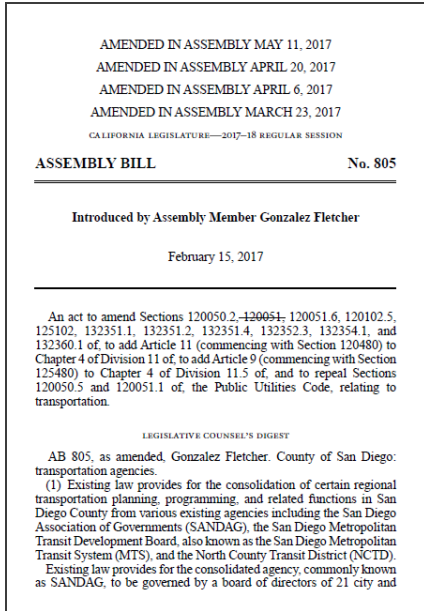 AMENDED IN ASSEMBLY MAY 11, 2017
AMENDED IN ASSEMBLY APRIL 20, 2017
AMENDED IN ASSEMBLY APRIL 6, 2017
AMENDED IN ASSEMBLY MARCH 23, 2017
CALIFORNIA LEGISLATURE—2017–18 REGULAR SESSION
ASSEMBLY BILL No. 805
Introduced by Assembly Member Gonzalez Fletcher
February 15, 2017
An act to amend Sections 120050.2, 120051, 120051.6, 120102.5,
125102, 132351.1, 132351.2, 132351.4, 132352.3, 132354.1, and
132360.1 of, to add Article 11 (commencing with Section 120480) to
Chapter 4 of Division 11 of, to add Article 9 (commencing with Section
125480) to Chapter 4 of Division 11.5 of, and to repeal Sections
120050.5 and 120051.1 of, the Public Utilities Code, relating to
transportation.
LEGISLATIVE COUNSEL'S DIGEST
AB 805, as amended, Gonzalez Fletcher. County of San Diego:
transportation agencies.
(1) Existing law provides for the consolidation of certain regional
transportation planning, programming, and related functions in San
Diego County from various existing agencies including the San Diego
Association of Governments (SANDAG), the San Diego Metropolitan
Transit Development Board, also known as the San Diego Metropolitan
Transit System (MTS), and the North County Transit District (NCTD).
Existing law provides for the consolidated agency, commonly known
as SANDAG, to be governed by a board of directors of 21 city and